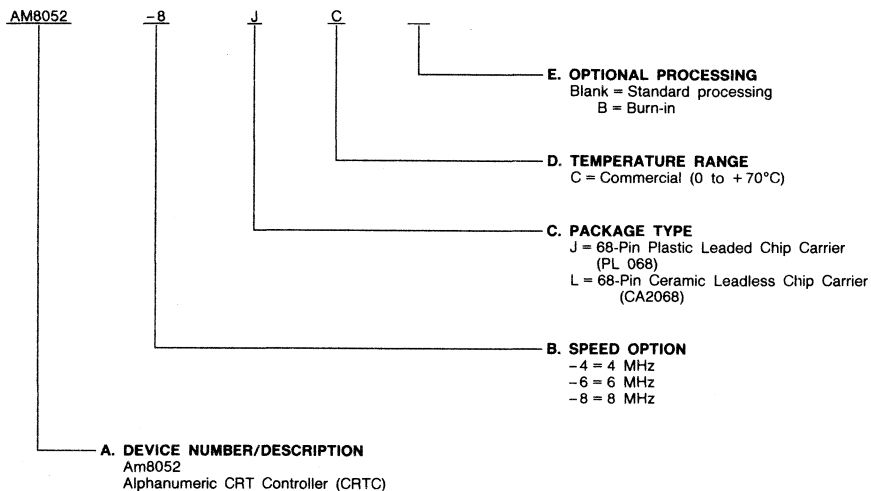 AM8052 -8 J C
E. OPTIONAL PROCESSING
Blank = Standard processing
B = Burn-in
D. TEMPERATURE RANGE
C = Commercial (0 to +70°C)
C. PACKAGE TYPE
J = 68-Pin Plastic Leaded Chip Carrier
(PL 068)
L = 68-Pin Ceramic Leadless Chip Carrier
(CA2068)
B. SPEED OPTION
-4 = 4 MHz
-6 = 6 MHz
-8 = 8 MHz
A. DEVICE NUMBER/DESCRIPTION
Am8052
Alphanumeric CRT Controller (CRTC)